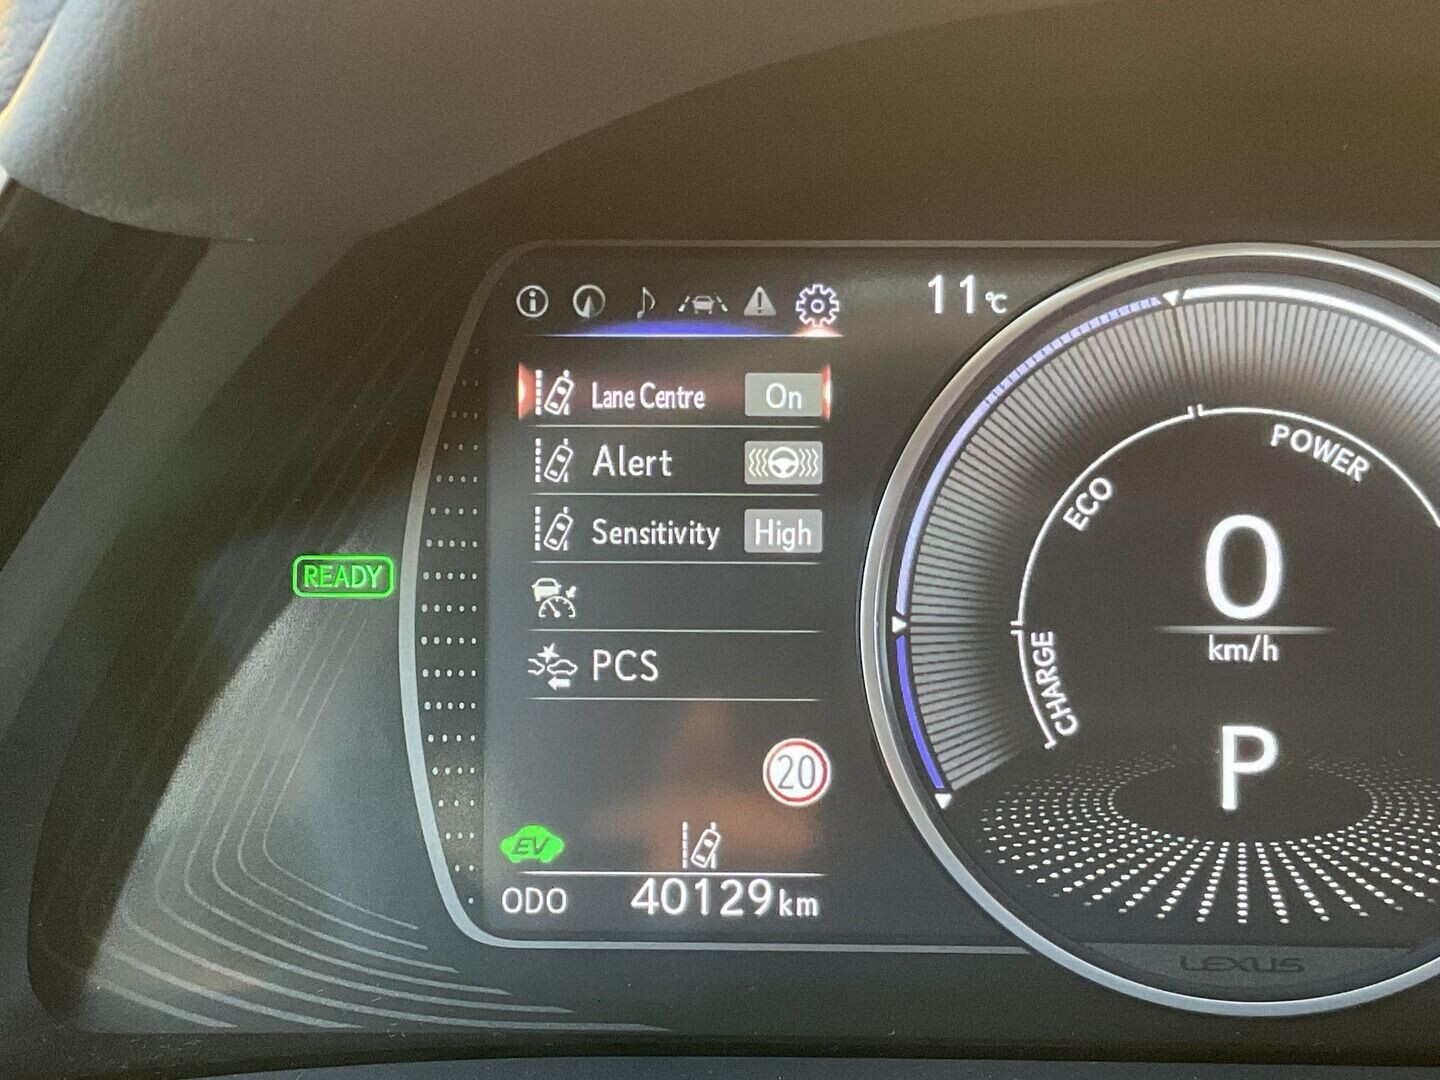 11°C
Lane Centre On
Alert
Sensitivity High
READY
PCS
20
EV
ODO 40129km
POWER
ECO
CHARGE
0
km/h
P
LEXUS